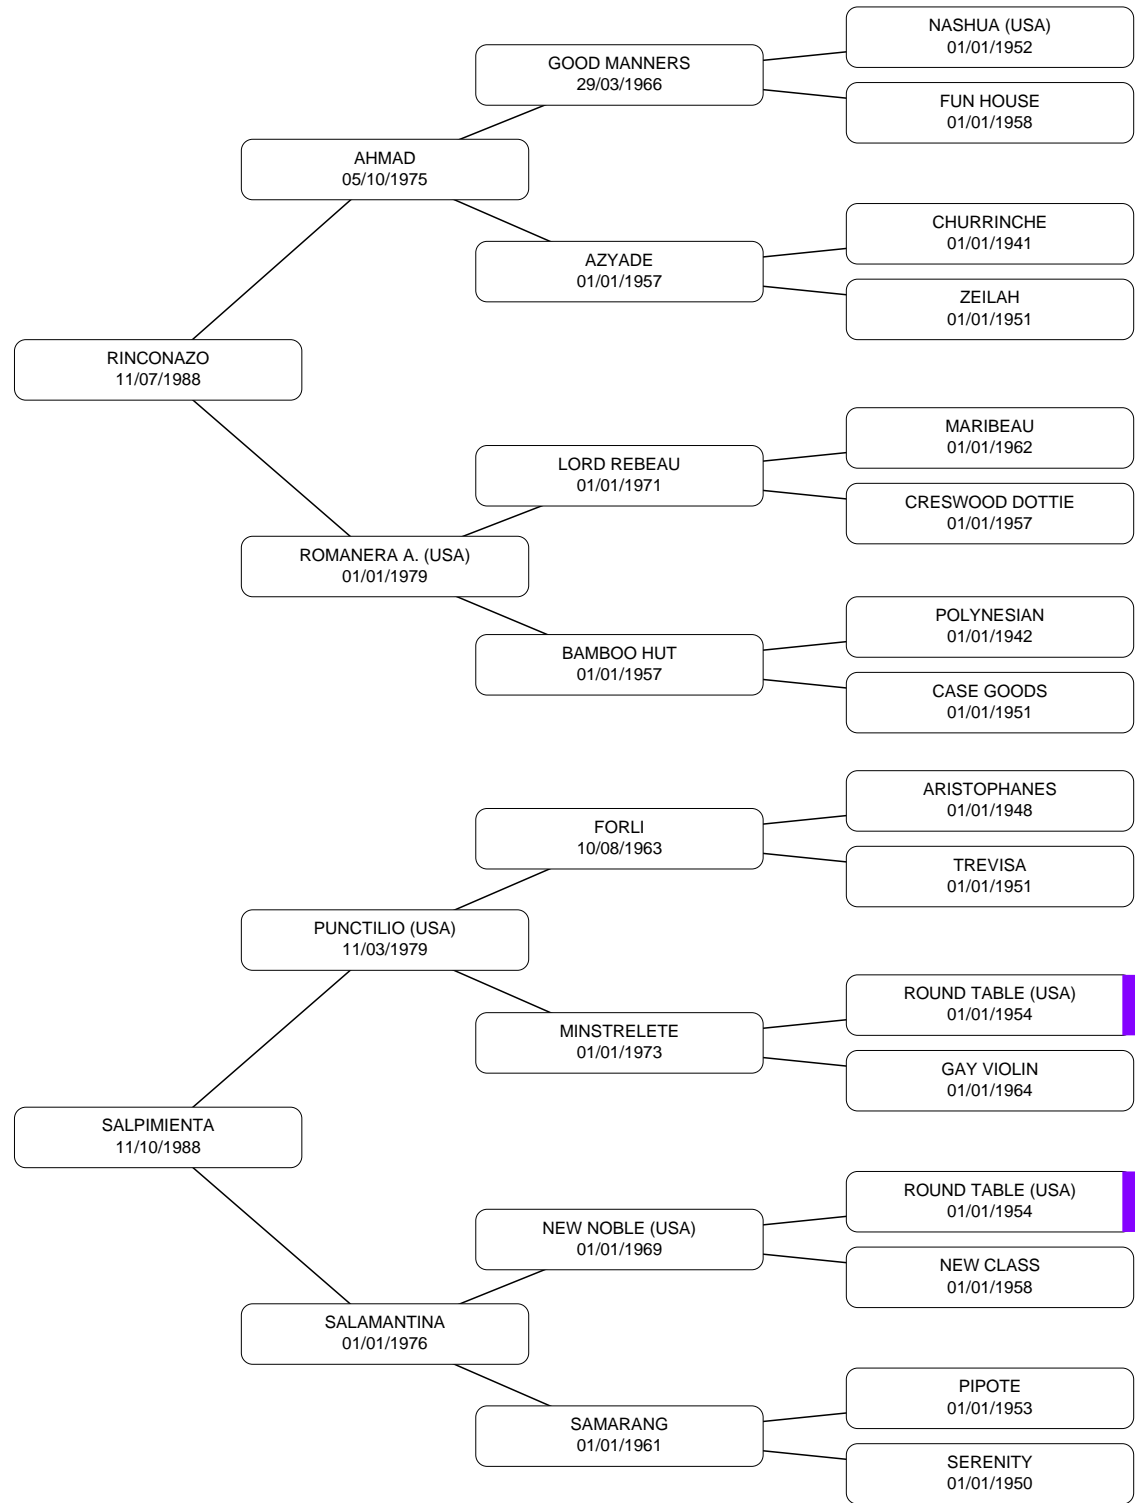 NASHUA (USA)
01/01/1952
GOOD MANNERS
29/03/1966
FUN HOUSE
01/01/1958
AHMAD
05/10/1975
CHURRINCHE
01/01/1941
AZYADE
01/01/1957
ZEILAH
01/01/1951
RINCONAZO
11/07/1988
MARIBEAU
01/01/1962
LORD REBEAU
01/01/1971
CRESWOOD DOTTIE
01/01/1957
ROMANERA A. (USA)
01/01/1979
POLYNESIAN
01/01/1942
BAMBOO HUT
01/01/1957
CASE GOODS
01/01/1951
ARISTOPHANES
01/01/1948
FORLI
10/08/1963
TREVISA
01/01/1951
PUNCTILIO (USA)
11/03/1979
ROUND TABLE (USA)
01/01/1954
MINSTRELETE
01/01/1973
GAY VIOLIN
01/01/1964
SALPIMIENTA
11/10/1988
ROUND TABLE (USA)
01/01/1954
NEW NOBLE (USA)
01/01/1969
NEW CLASS
01/01/1958
SALAMANTINA
01/01/1976
PIPOTE
01/01/1953
SAMARANG
01/01/1961
SERENITY
01/01/1950